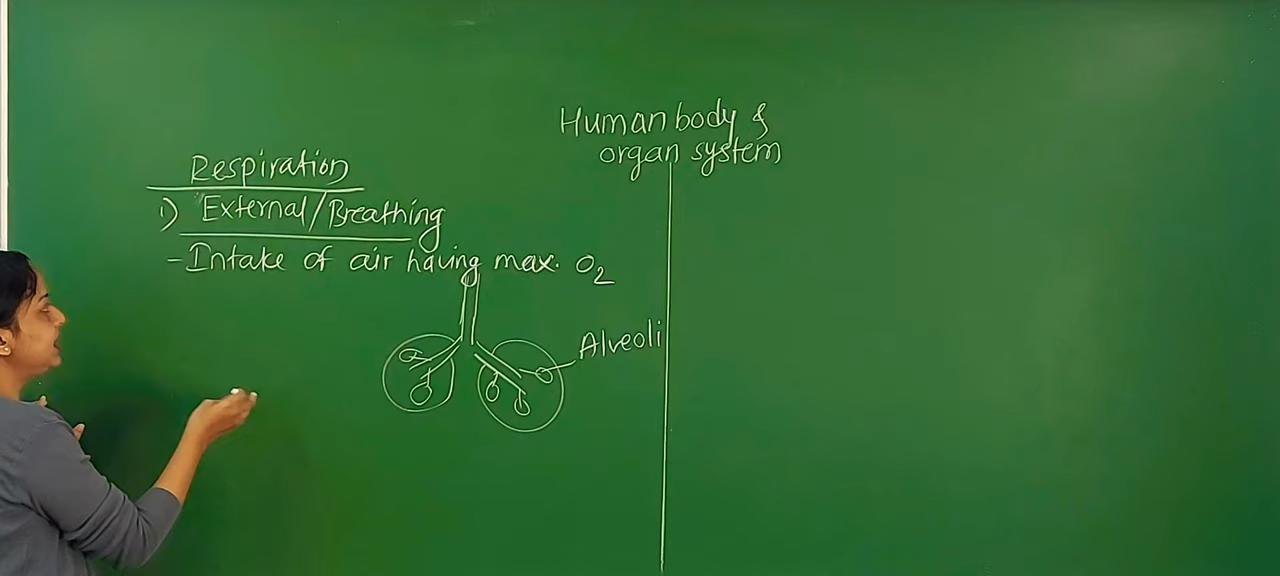 Human body &
organ system
Respiration
1) External/Breathing
- Intake of air having max. O₂
Alveoli